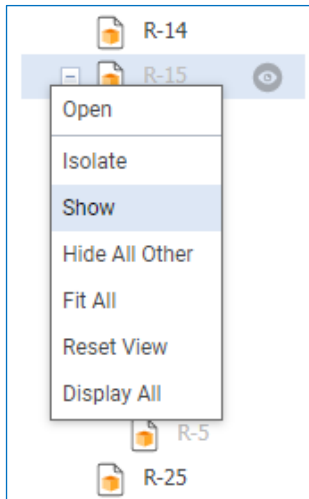 R-14
R-15
Open
Isolate
Show
Hide All Other
Fit All
Reset View
Display All
R-5
R-25